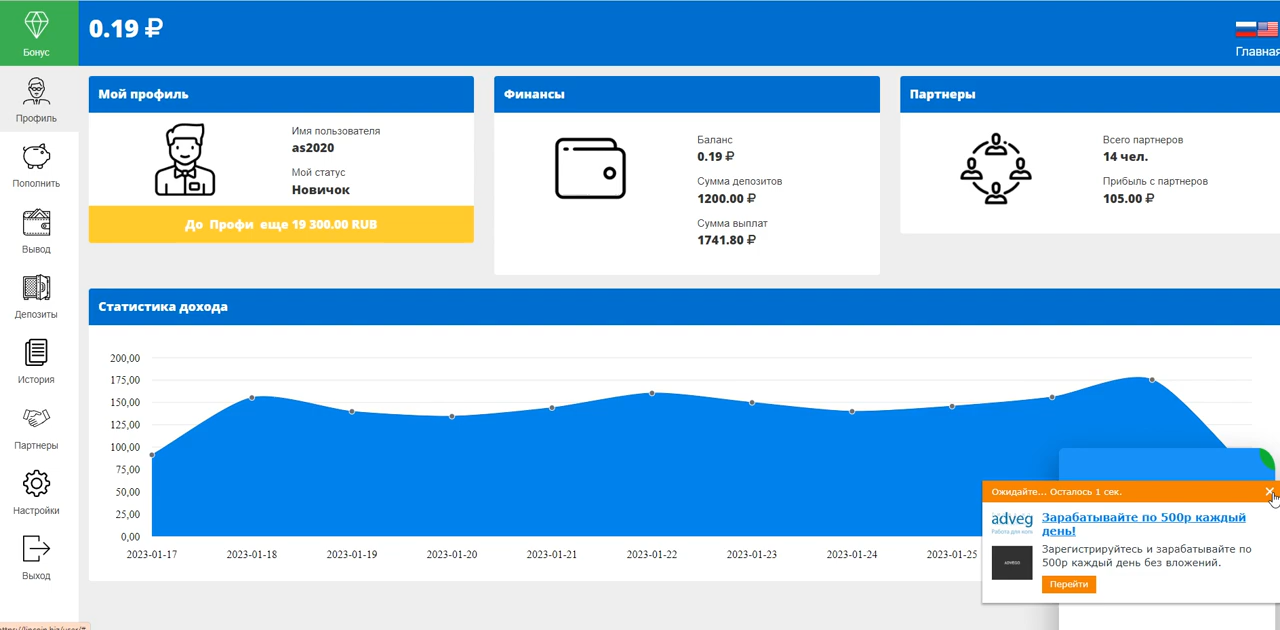 0.19 ₽
Главная
Бонус
Профиль
Пополнить
Вывод
Депозиты
История
Партнеры
Настройки
Выход
Мой профиль
Имя пользователя
as2020
Мой статус
Новичок
До Профи еще 19 300.00 RUB
Финансы
Баланс
0.19 ₽
Сумма депозитов
1200.00 ₽
Сумма выплат
1741.80 ₽
Партнеры
Всего партнеров
14 чел.
Прибыль с партнеров
105.00 ₽
Статистика дохода
200,00
175,00
150,00
125,00
100,00
75,00
50,00
25,00
0,00
2023-01-17
2023-01-18
2023-01-19
2023-01-20
2023-01-21
2023-01-22
2023-01-23
2023-01-24
2023-01-25
Ожидайте... Осталось 1 сек.
adveg
Зарабатывайте по 500р каждый
день!
Зарегистрируйтесь и зарабатывайте по
500р каждый день без вложений.
Перейти